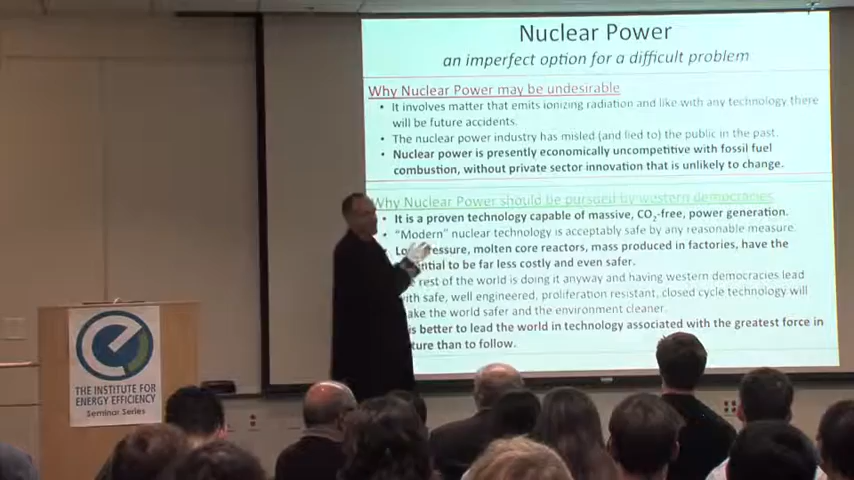 Nuclear Power
an imperfect option for a difficult problem
Why Nuclear Power may be undesirable
• It involves matter that emits ionizing radiation and like with any technology there
will be future accidents.
• The nuclear power industry has misled (and lied to) the public in the past.
• Nuclear power is presently economically uncompetitive with fossil fuel
combustion, without private sector innovation that is unlikely to change.
Why Nuclear Power should be pursued by western democracies
• It is a proven technology capable of massive, CO2-free, power generation.
• "Modern" nuclear technology is acceptably safe by any reasonable measure.
pressure, molten core reactors, mass produced in factories, have the
to be far less costly and even safer.
rest of the world is doing it anyway and having western democracies lead
with safe, well engineered, proliferation resistant, closed cycle technology will
the world safer and the environment cleaner.
is better to lead the world in technology associated with the greatest force in
than to follow.
THE INSTITUTE FOR
ENERGY EFFICIENCY
Seminar Series